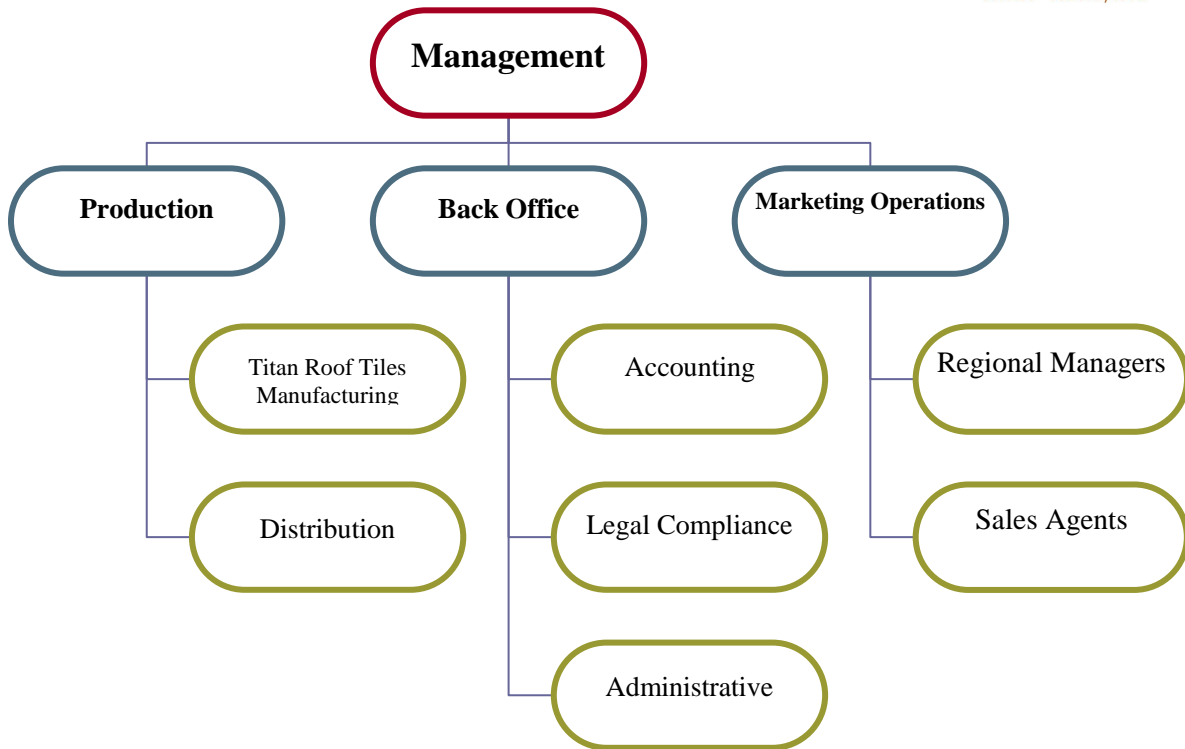 Management
Production
Back Office
Marketing Operations
Titan Roof Tiles
Manufacturing
Accounting
Regional Managers
Distribution
Legal Compliance
Sales Agents
Administrative